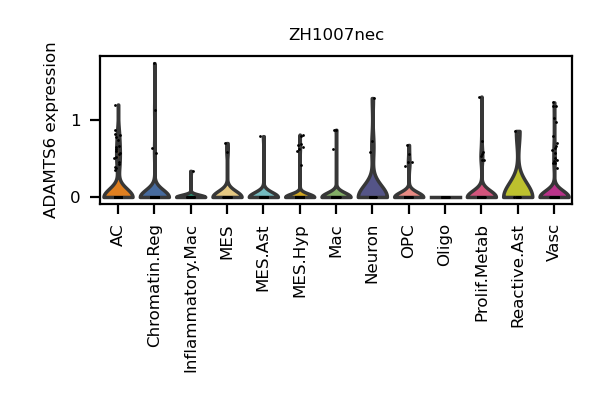 ZH1007nec
ADAMTS6 expression
1
0
AC
Chromatin.Reg
Inflammatory.Mac
MES
MES.Ast
MES.Hyp
Mac
Neuron
OPC
Oligo
Prolif.Metab
Reactive.Ast
Vasc